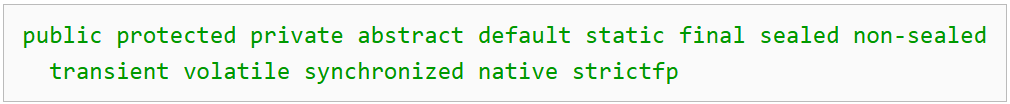 public protected private abstract default static final sealed non-sealed
transient volatile synchronized native strictfp